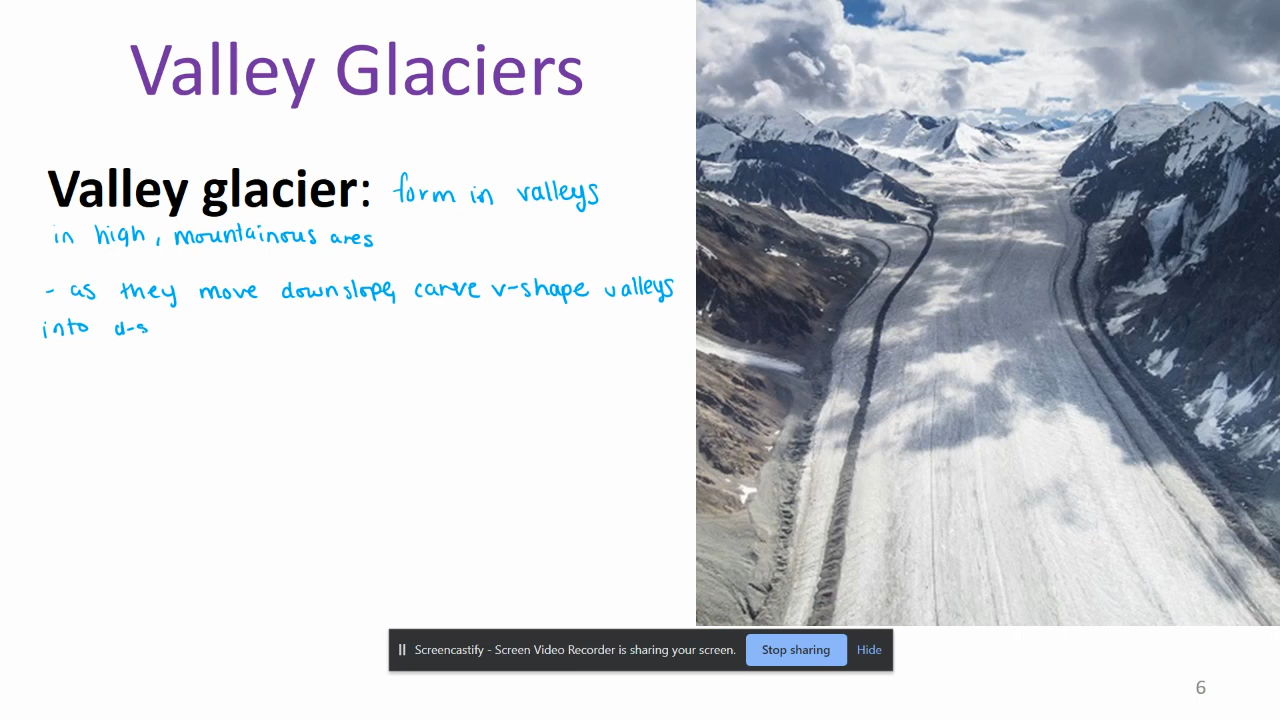 Valley Glaciers
Valley glacier: form in valleys
in high, mountainous ares
- as they move downslope, carve v-shape valleys
into d-s
Screencastify - Screen Video Recorder is sharing your screen. Stop sharing Hide
6